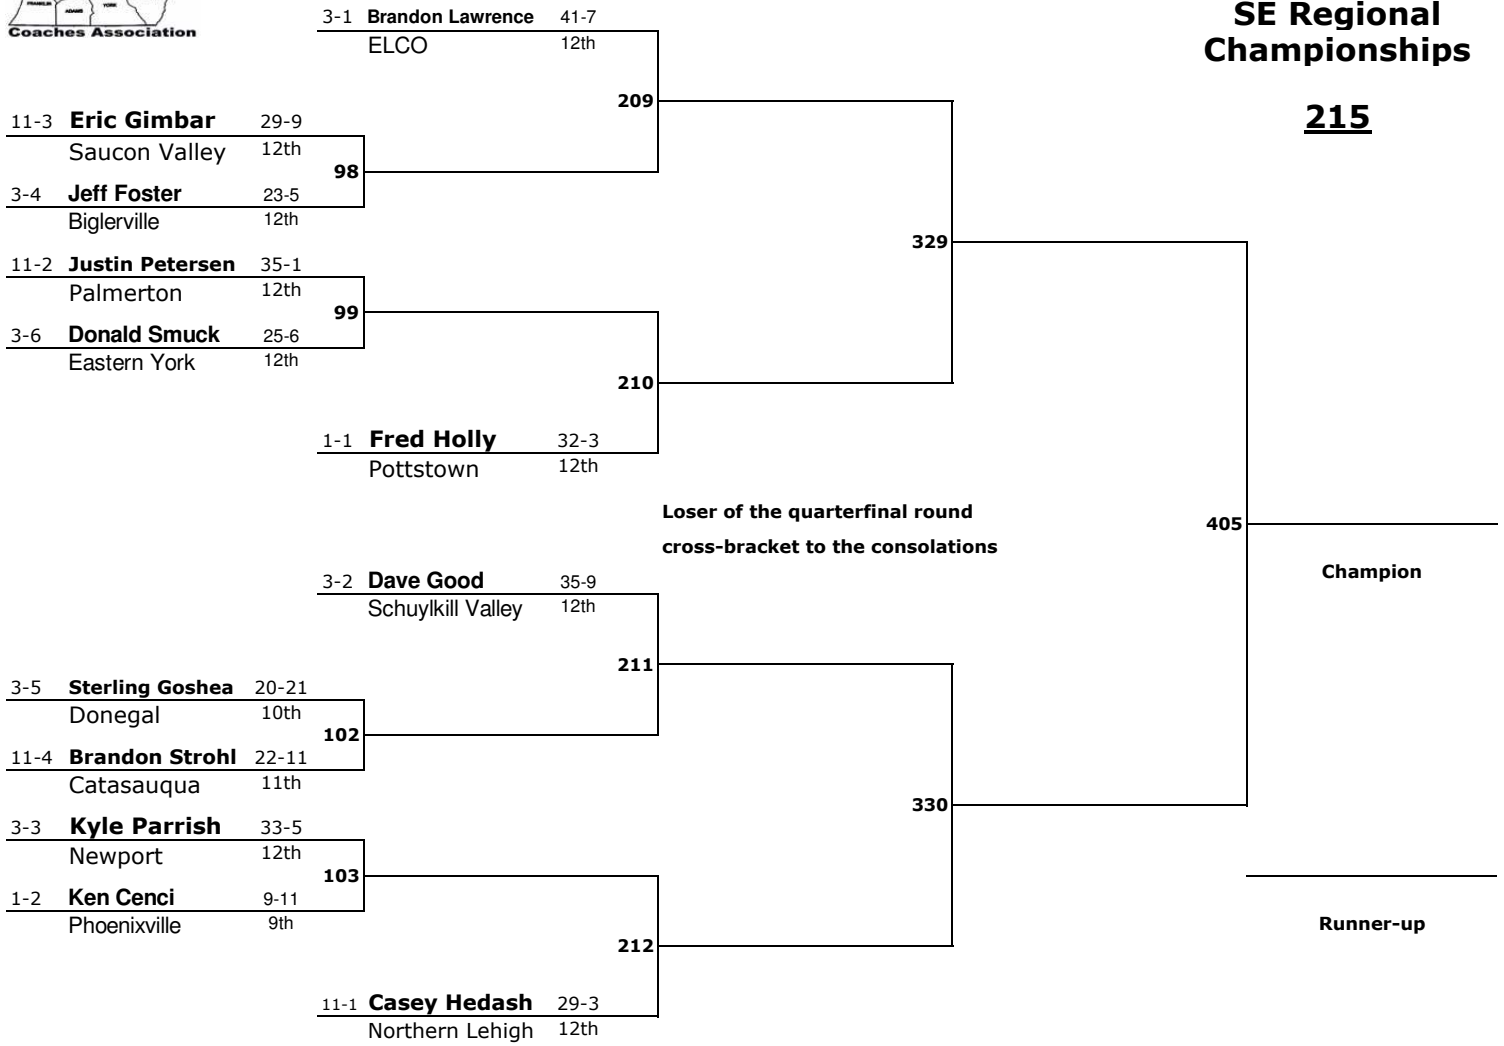 FRANKLIN ADAMS YORK
Coaches Association
SE Regional
Championships
215
3-1 Brandon Lawrence 41-7
ELCO 12th
209
11-3 Eric Gimbar 29-9
Saucon Valley 12th
98
3-4 Jeff Foster 23-5
Biglerville 12th
329
11-2 Justin Petersen 35-1
Palmerton 12th
99
3-6 Donald Smuck 25-6
Eastern York 12th
210
1-1 Fred Holly 32-3
Pottstown 12th
Loser of the quarterfinal round
cross-bracket to the consolations
405
Champion
3-2 Dave Good 35-9
Schuylkill Valley 12th
211
3-5 Sterling Goshea 20-21
Donegal 10th
102
11-4 Brandon Strohl 22-11
Catasauqua 11th
330
3-3 Kyle Parrish 33-5
Newport 12th
103
1-2 Ken Cenci 9-11
Phoenixville 9th
Runner-up
212
11-1 Casey Hedash 29-3
Northern Lehigh 12th